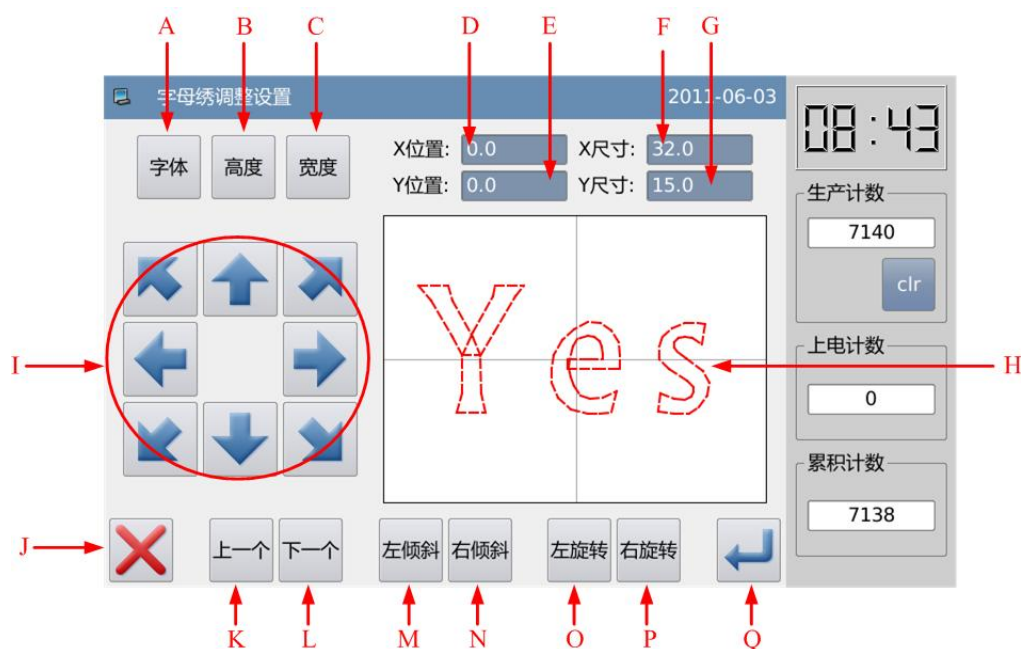 A B C D E F G
字母绣调整设置 2011-06-03
08:43
字体 高度 宽度
X位置: 0.0 X尺寸: 32.0
Y位置: 0.0 Y尺寸: 15.0
生产计数
7140
clr
Yes
上电计数
0
累积计数
7138
I
H
J
上一个 下一个 左倾斜 右倾斜 左旋转 右旋转
K L M N O P Q